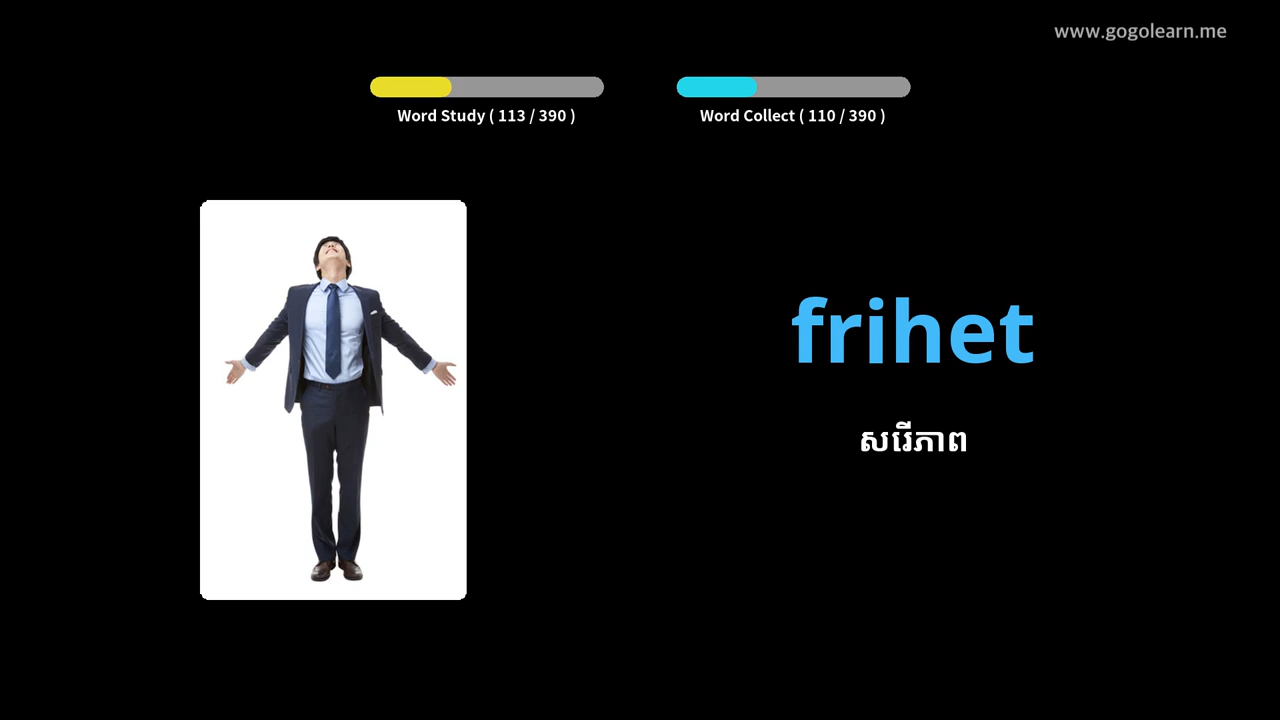 www.gogolearn.me
Word Study ( 113 / 390 )
Word Collect ( 110 / 390 )
frihet
សេរីភាព